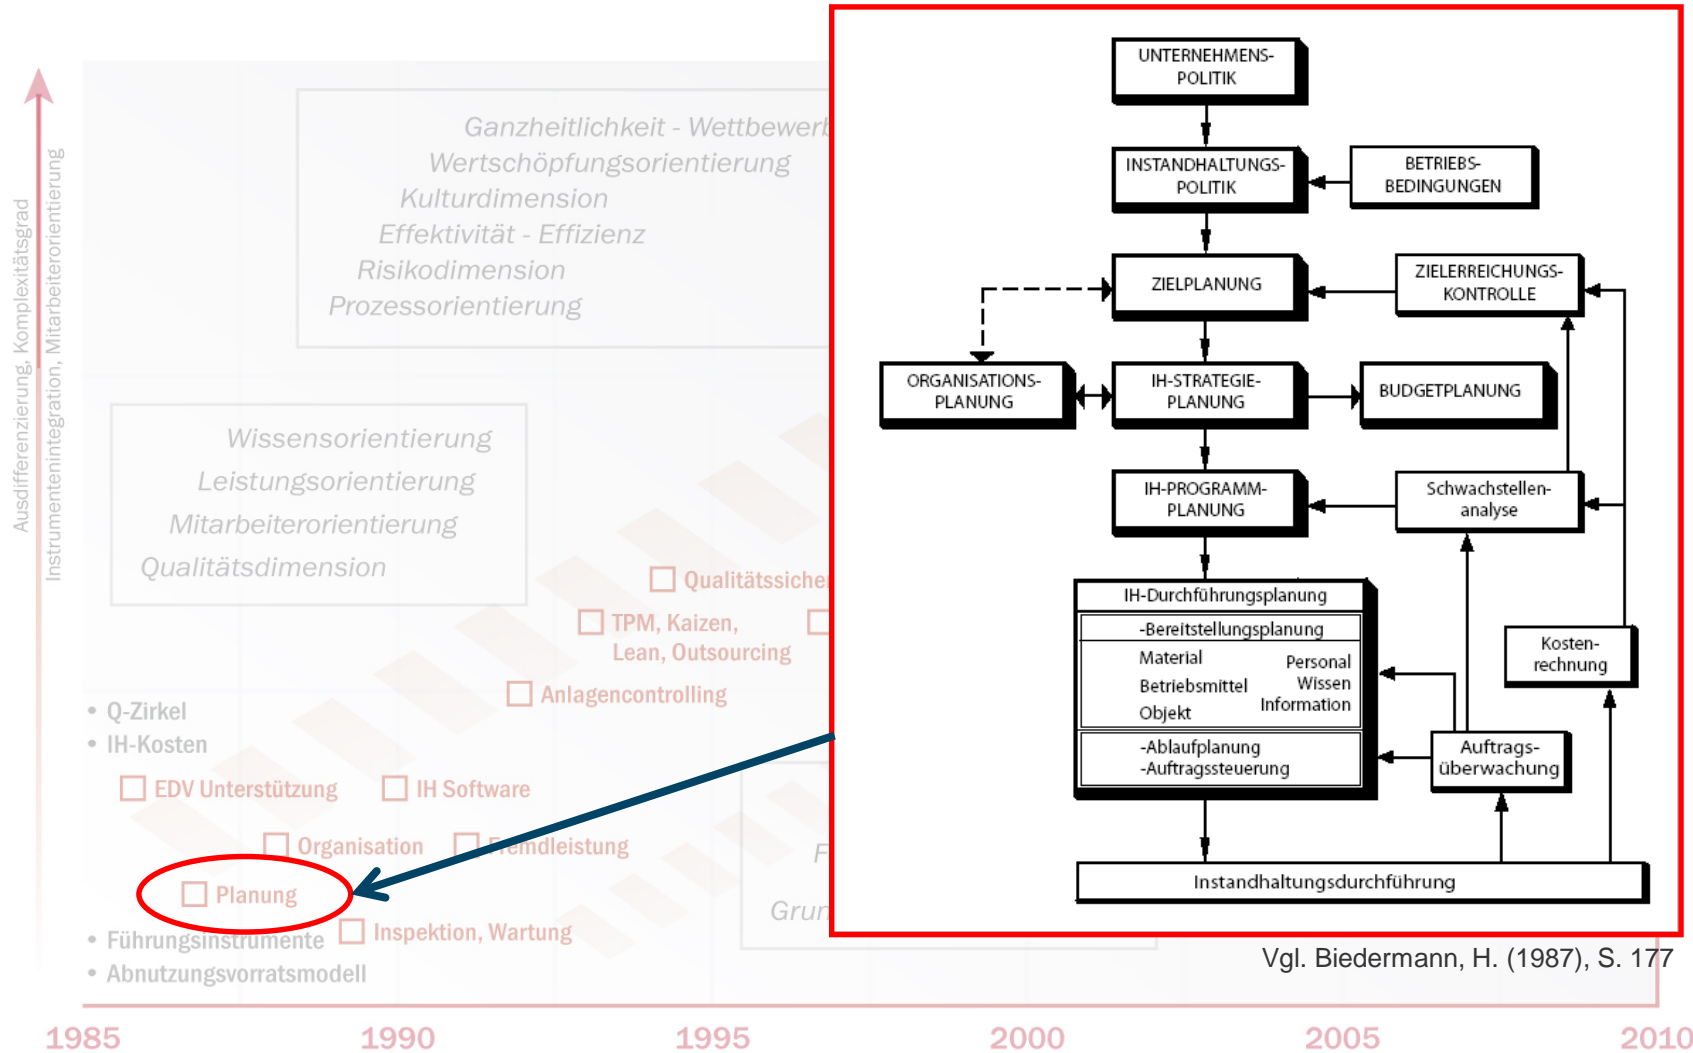 Ausdifferenzierung, Komplexitätsgrad
Instrumentenintegration, Mitarbeiterorientierung
Ganzheitlichkeit - Wettbewerb
Wertschöpfungsorientierung
Kulturdimension
Effektivität - Effizienz
Risikodimension
Prozessorientierung
Wissensorientierung
Leistungsorientierung
Mitarbeiterorientierung
Qualitätsdimension
Qualitätssicher
TPM, Kaizen,
Lean, Outsourcing
Anlagencontrolling
• Q-Zirkel
• IH-Kosten
EDV Unterstützung
IH Software
Organisation
Fremdleistung
Planung
Inspektion, Wartung
• Führungsinstrumente
• Abnutzungsvorratsmodell
F
Grun
UNTERNEHMENS-
POLITIK
INSTANDHALTUNGS-
POLITIK
BETRIEBS-
BEDINGUNGEN
ZIELPLANUNG
ZIELERREICHUNGS-
KONTROLLE
ORGANISATIONS-
PLANUNG
IH-STRATEGIE-
PLANUNG
BUDGETPLANUNG
IH-PROGRAMM-
PLANUNG
Schwachstellen-
analyse
IH-Durchführungsplanung
-Bereitstellungsplanung
Material
Betriebsmittel
Objekt
Personal
Wissen
Information
-Ablaufplanung
-Auftragssteuerung
Kosten-
rechnung
Auftrags-
überwachung
Instandhaltungsdurchführung
Vgl. Biedermann, H. (1987), S. 177
1985 1990 1995 2000 2005 2010